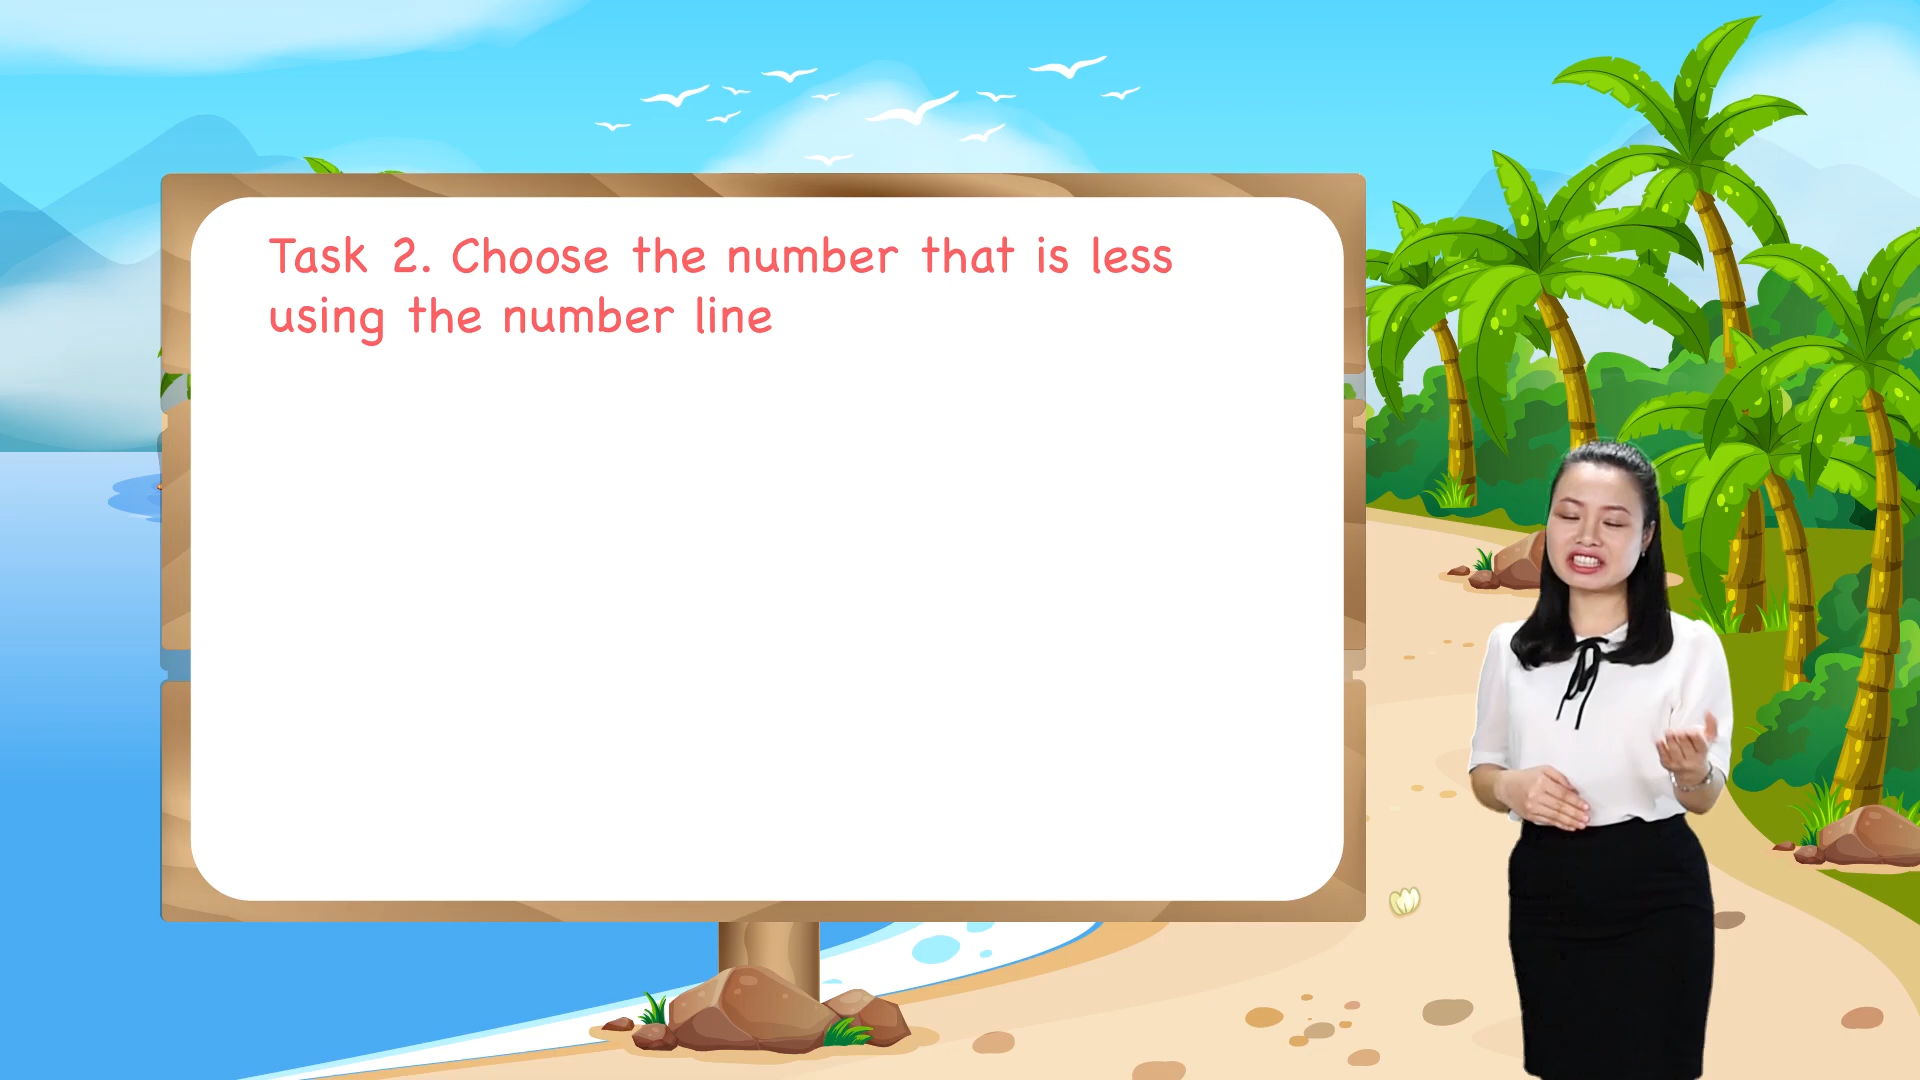 Task 2. Choose the number that is less
using the number line